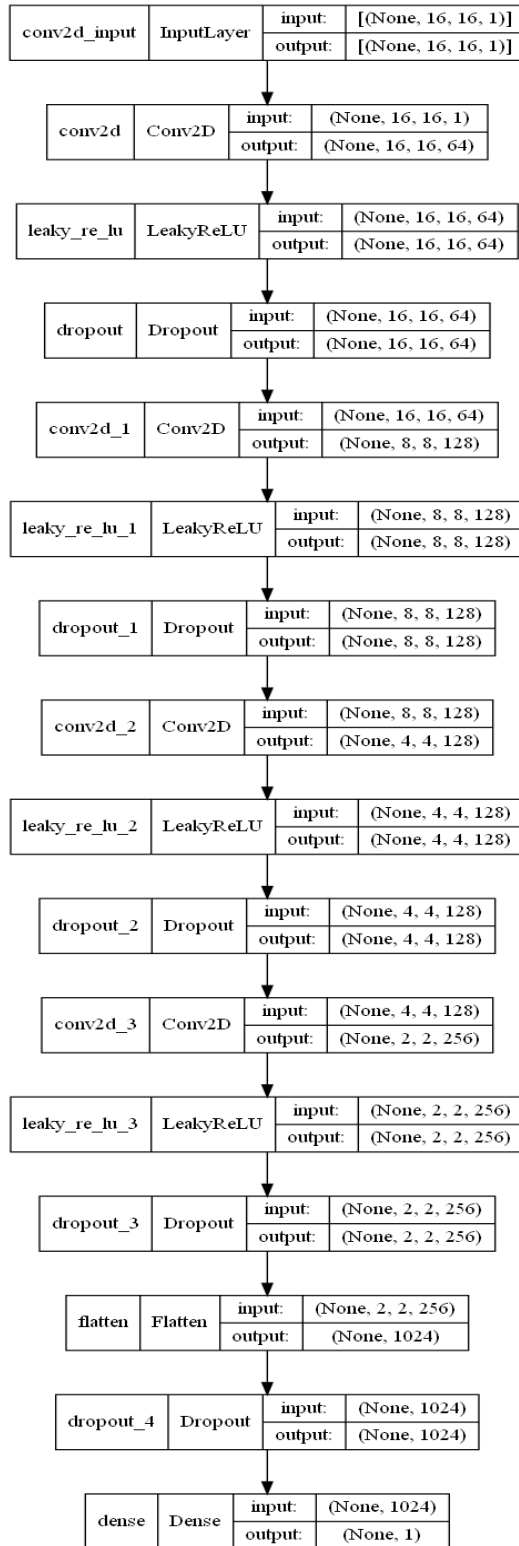 conv2d_input InputLayer input: [(None, 16, 16, 1)]
output: [(None, 16, 16, 1)]
conv2d Conv2D input: (None, 16, 16, 1)
output: (None, 16, 16, 64)
leaky_re_lu LeakyReLU input: (None, 16, 16, 64)
output: (None, 16, 16, 64)
dropout Dropout input: (None, 16, 16, 64)
output: (None, 16, 16, 64)
conv2d_1 Conv2D input: (None, 16, 16, 64)
output: (None, 8, 8, 128)
leaky_re_lu_1 LeakyReLU input: (None, 8, 8, 128)
output: (None, 8, 8, 128)
dropout_1 Dropout input: (None, 8, 8, 128)
output: (None, 8, 8, 128)
conv2d_2 Conv2D input: (None, 8, 8, 128)
output: (None, 4, 4, 128)
leaky_re_lu_2 LeakyReLU input: (None, 4, 4, 128)
output: (None, 4, 4, 128)
dropout_2 Dropout input: (None, 4, 4, 128)
output: (None, 4, 4, 128)
conv2d_3 Conv2D input: (None, 4, 4, 128)
output: (None, 2, 2, 256)
leaky_re_lu_3 LeakyReLU input: (None, 2, 2, 256)
output: (None, 2, 2, 256)
dropout_3 Dropout input: (None, 2, 2, 256)
output: (None, 2, 2, 256)
flatten Flatten input: (None, 2, 2, 256)
output: (None, 1024)
dropout_4 Dropout input: (None, 1024)
output: (None, 1024)
dense Dense input: (None, 1024)
output: (None, 1)